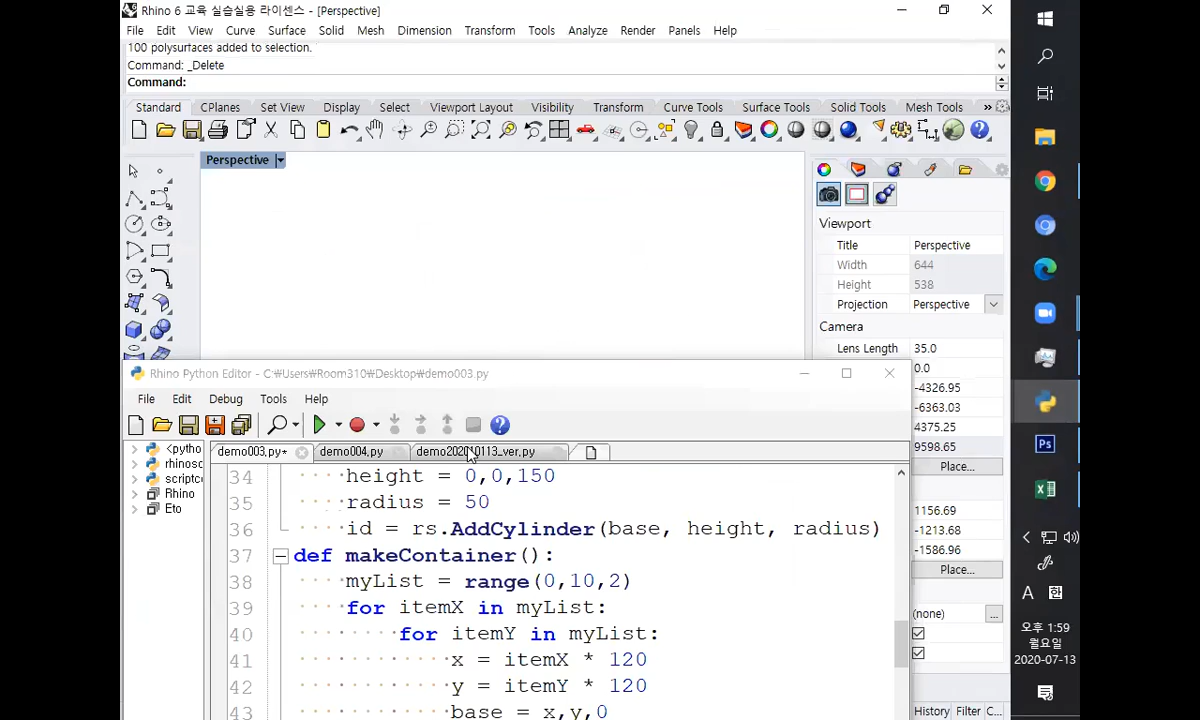 Rhino 6 교육 실습실용 라이센스 - [Perspective]
File Edit View Curve Surface Solid Mesh Dimension Transform Tools Analyze Render Panels Help
100 polysurfaces added to selection.
Command: _Delete
Command:
Standard CPlanes Set View Display Select Viewport Layout Visibility Transform Curve Tools Surface Tools Solid Tools Mesh Tools »
Perspective
Viewport
Title Perspective
Width 644
Height 538
Projection Perspective
Camera
Lens Length 35.0
0.0
-4326.95
-6363.03
4375.25
9598.65
Place...
1156.69
-1213.68
-1586.96
Place...
(none) ...
History Filter C...
Rhino Python Editor - C:₩Users₩Room310₩Desktop₩demo003.py
File Edit Debug Tools Help
<pytho
rhinosc
scriptc
Rhino
Eto
demo003.py* demo004.py
34 height = 0,0,150
35 radius = 50
36 id = rs.AddCylinder(base, height, radius)
37 def makeContainer():
38 myList = range(0,10,2)
39 for itemX in myList:
40 for itemY in myList:
41 x = itemX * 120
42 y = itemY * 120
43 base = x,y,0
Ps
A 한
오후 1:59
월요일
2020-07-13